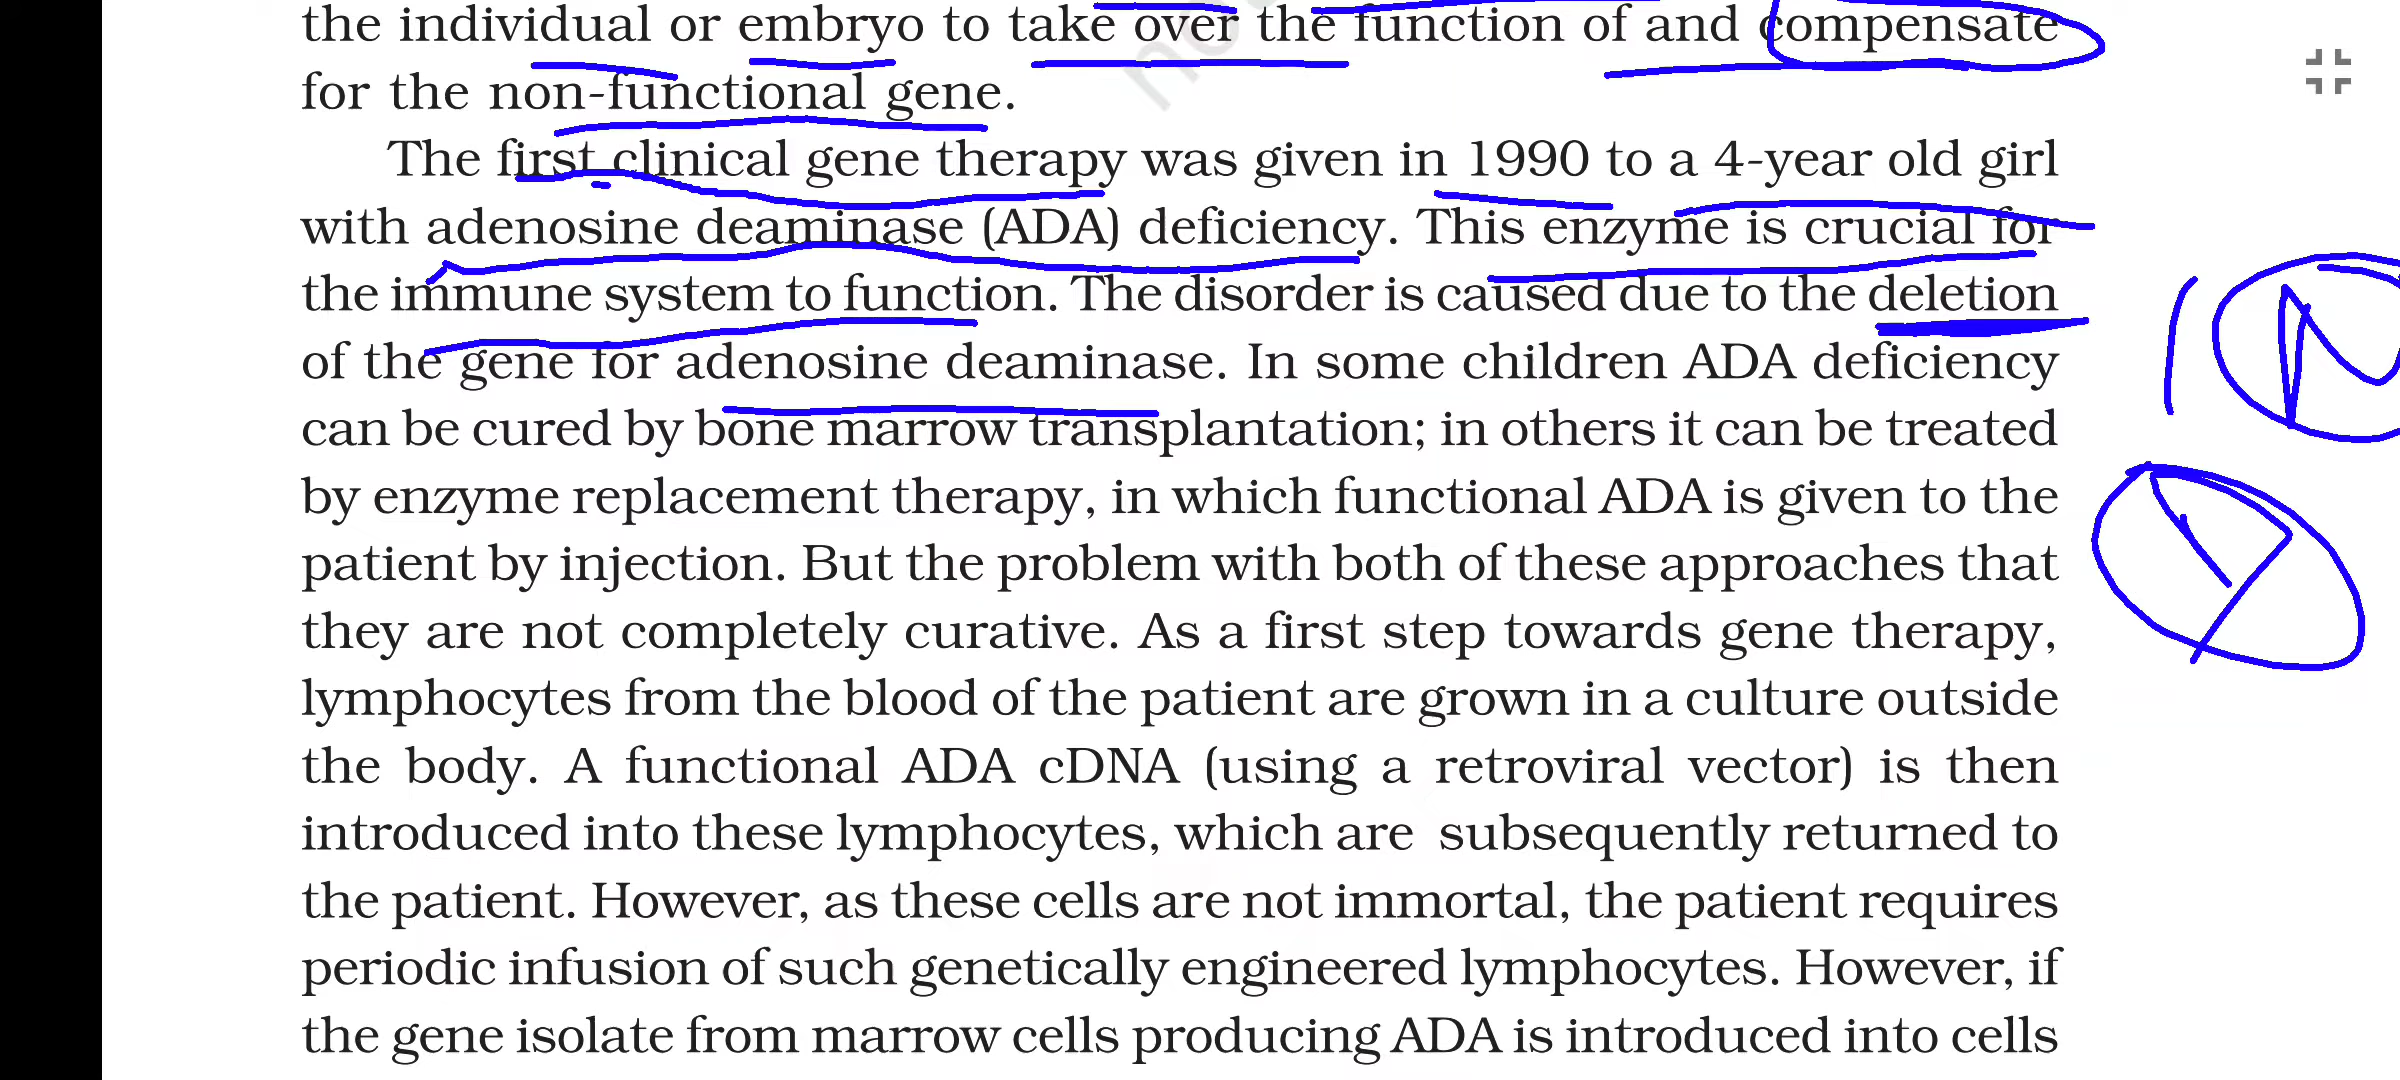 the individual or embryo to take over the function of and compensate
for the non-functional gene.
The first clinical gene therapy was given in 1990 to a 4-year old girl
with adenosine deaminase (ADA) deficiency. This enzyme is crucial for
the immune system to function. The disorder is caused due to the deletion
of the gene for adenosine deaminase. In some children ADA deficiency
can be cured by bone marrow transplantation; in others it can be treated
by enzyme replacement therapy, in which functional ADA is given to the
patient by injection. But the problem with both of these approaches that
they are not completely curative. As a first step towards gene therapy,
lymphocytes from the blood of the patient are grown in a culture outside
the body. A functional ADA cDNA (using a retroviral vector) is then
introduced into these lymphocytes, which are subsequently returned to
the patient. However, as these cells are not immortal, the patient requires
periodic infusion of such genetically engineered lymphocytes. However, if
the gene isolate from marrow cells producing ADA is introduced into cells